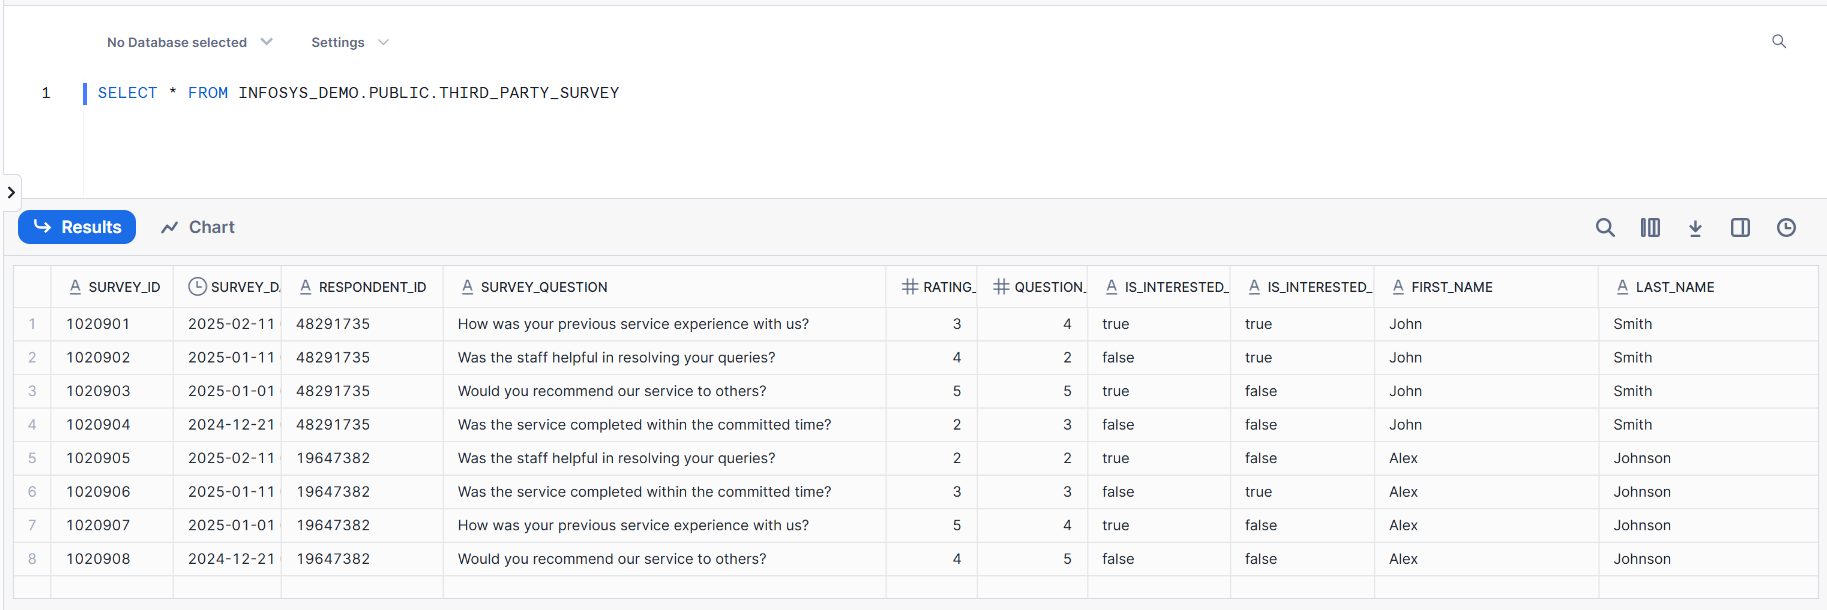 No Database selected Settings
1 SELECT * FROM INFOSYS_DEMO.PUBLIC.THIRD_PARTY_SURVEY
Results Chart
SURVEY_ID SURVEY_D RESPONDENT_ID SURVEY_QUESTION RATING_ QUESTION_ IS_INTERESTED_ IS_INTERESTED_ FIRST_NAME LAST_NAME
1 1020901 2025-02-11 48291735 How was your previous service experience with us? 3 4 true true John Smith
2 1020902 2025-01-11 48291735 Was the staff helpful in resolving your queries? 4 2 false true John Smith
3 1020903 2025-01-01 48291735 Would you recommend our service to others? 5 5 true false John Smith
4 1020904 2024-12-21 48291735 Was the service completed within the committed time? 2 3 false false John Smith
5 1020905 2025-02-11 19647382 Was the staff helpful in resolving your queries? 2 2 true false Alex Johnson
6 1020906 2025-01-11 19647382 Was the service completed within the committed time? 3 3 false true Alex Johnson
7 1020907 2025-01-01 19647382 How was your previous service experience with us? 5 4 true false Alex Johnson
8 1020908 2024-12-21 19647382 Would you recommend our service to others? 4 5 false false Alex Johnson